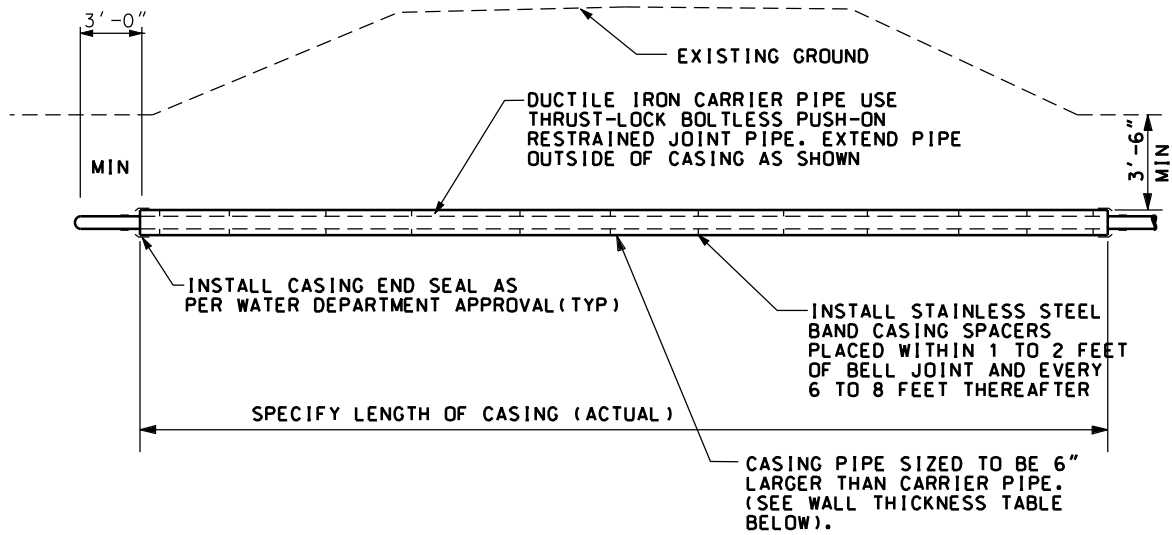 3'-0"
EXISTING GROUND
DUCTILE IRON CARRIER PIPE USE
THRUST-LOCK BOLTLESS PUSH-ON
RESTRAINED JOINT PIPE. EXTEND PIPE
OUTSIDE OF CASING AS SHOWN
MIN
3'-6"
MIN
INSTALL CASING END SEAL AS
PER WATER DEPARTMENT APPROVAL(TYP)
INSTALL STAINLESS STEEL
BAND CASING SPACERS
PLACED WITHIN 1 TO 2 FEET
OF BELL JOINT AND EVERY
6 TO 8 FEET THEREAFTER
SPECIFY LENGTH OF CASING (ACTUAL)
CASING PIPE SIZED TO BE 6"
LARGER THAN CARRIER PIPE.
(SEE WALL THICKNESS TABLE
BELOW).